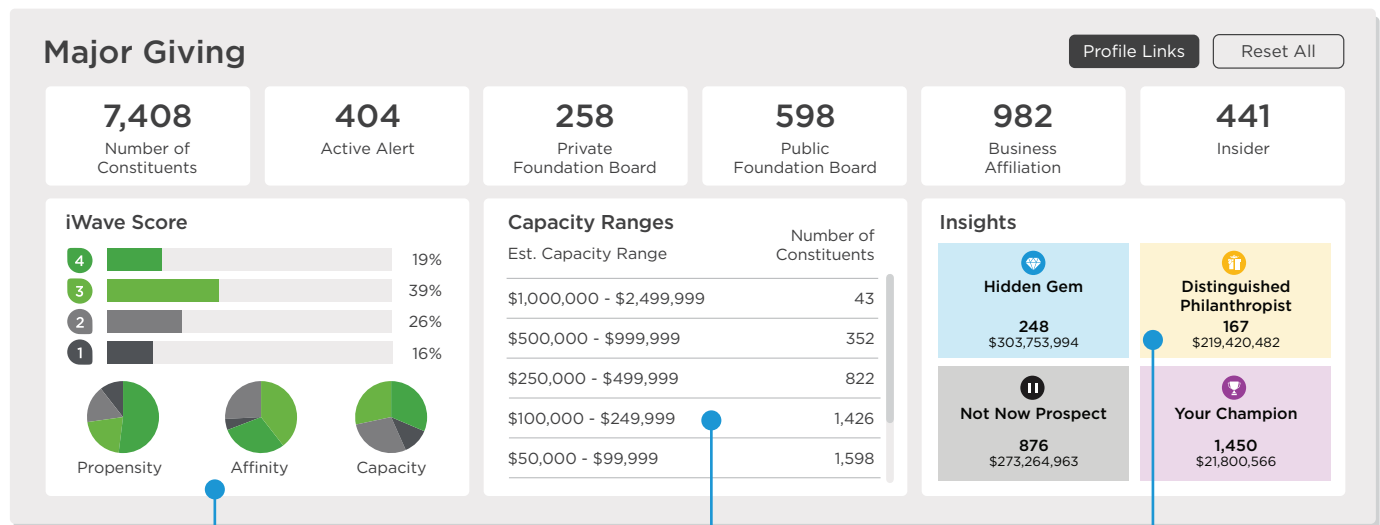 Major Giving
Profile Links
Reset All
7,408
Number of
Constituents
404
Active Alert
258
Private
Foundation Board
598
Public
Foundation Board
982
Business
Affiliation
441
Insider
iWave Score
4 19%
3 39%
2 26%
1 16%
Propensity
Affinity
Capacity
Capacity Ranges
Est. Capacity Range
Number of
Constituents
$1,000,000 - $2,499,999 43
$500,000 - $999,999 352
$250,000 - $499,999 822
$100,000 - $249,999 1,426
$50,000 - $99,999 1,598
Insights
Hidden Gem
248
$303,753,994
Distinguished
Philanthropist
167
$219,420,482
Not Now Prospect
876
$273,264,963
Your Champion
1,450
$21,800,566